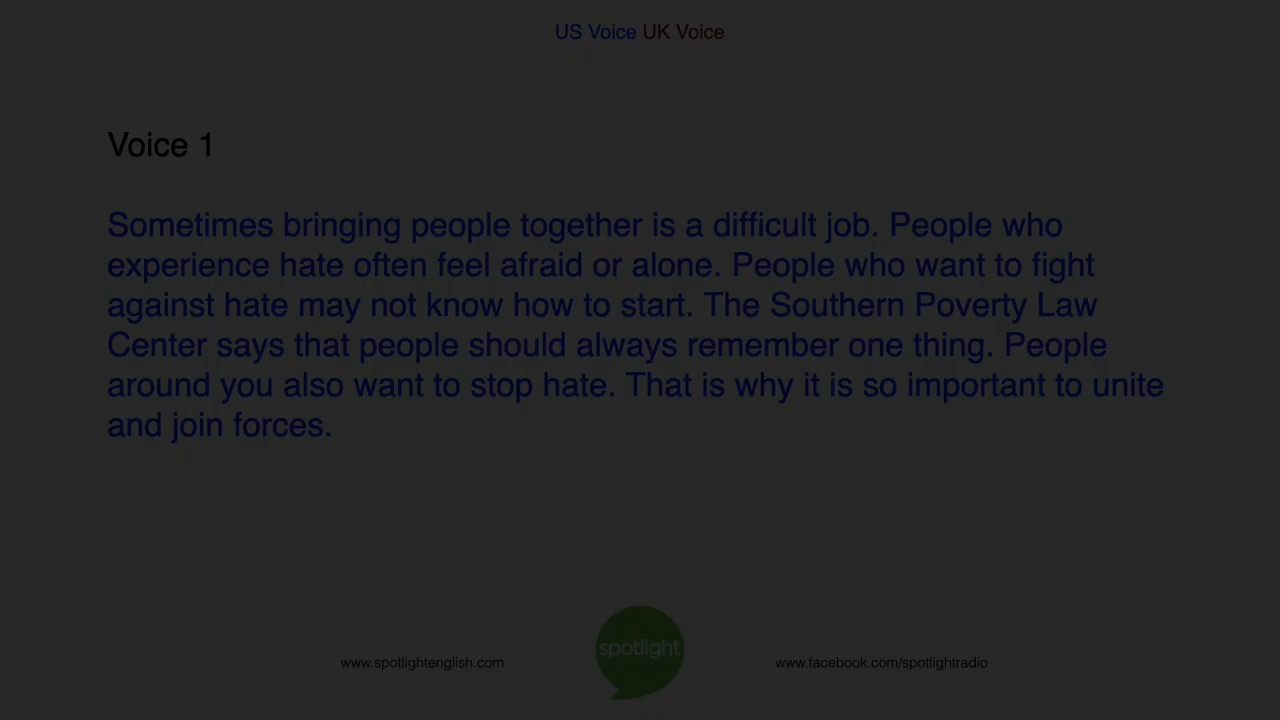 US Voice UK Voice
Voice 1
Sometimes bringing people together is a difficult job. People who
experience hate often feel afraid or alone. People who want to fight
against hate may not know how to start. The Southern Poverty Law
Center says that people should always remember one thing. People
around you also want to stop hate. That is why it is so important to unite
and join forces.
spotlight
www.spotlightenglish.com
www.facebook.com/spotlightradio